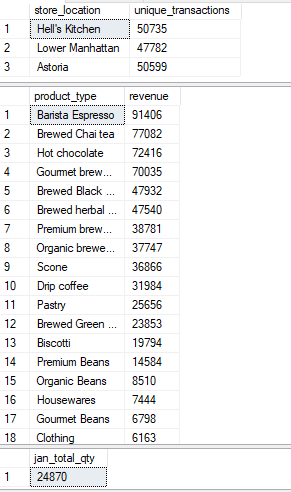 store_location unique_transactions
1 Hell's Kitchen 50735
2 Lower Manhattan 47782
3 Astoria 50599
product_type revenue
1 Barista Espresso 91406
2 Brewed Chai tea 77082
3 Hot chocolate 72416
4 Gourmet brew... 70035
5 Brewed Black ... 47932
6 Brewed herbal ... 47540
7 Premium brew... 38781
8 Organic brewe... 37747
9 Scone 36866
10 Drip coffee 31984
11 Pastry 25656
12 Brewed Green ... 23853
13 Biscotti 19794
14 Premium Beans 14584
15 Organic Beans 8510
16 Housewares 7444
17 Gourmet Beans 6798
18 Clothing 6163
jan_total_qty
1 24870